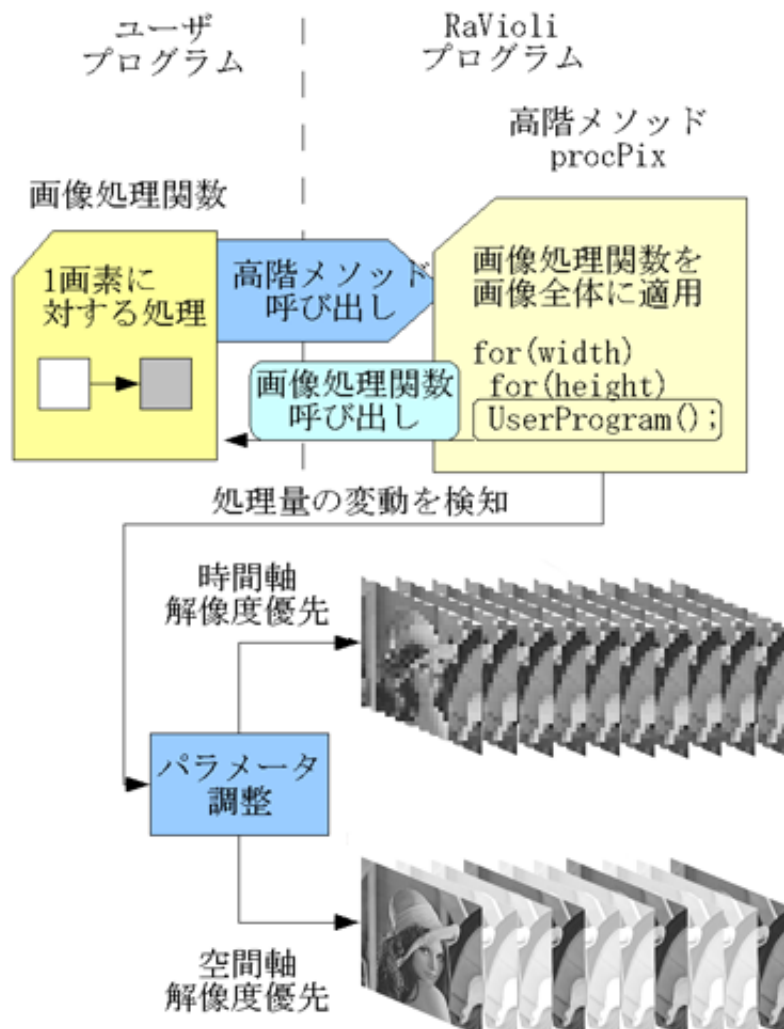 ユーザ
プログラム
RaVioli
プログラム
高階メソッド
procPix
画像処理関数
1画素に
対する処理
高階メソッド
呼び出し
画像処理関数を
画像全体に適用
for(width)
for(height)
UserProgram();
画像処理関数
呼び出し
処理量の変動を検知
時間軸
解像度優先
パラメータ
調整
空間軸
解像度優先